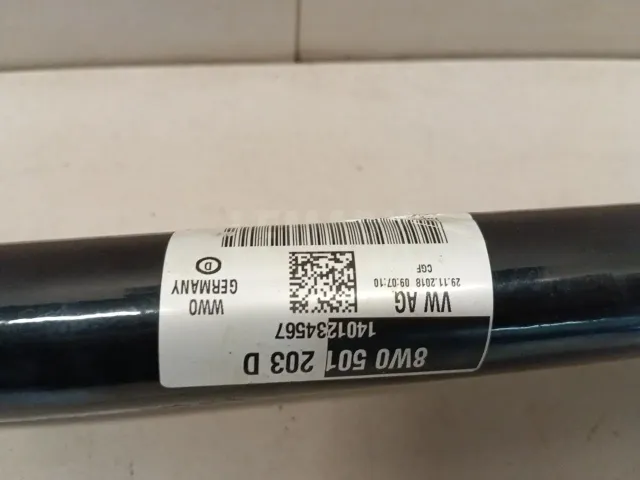 8W0 501 203 D
1401234567
VW AG
WW0
GERMANY
D
29.11.2018 09:07:10
CGF